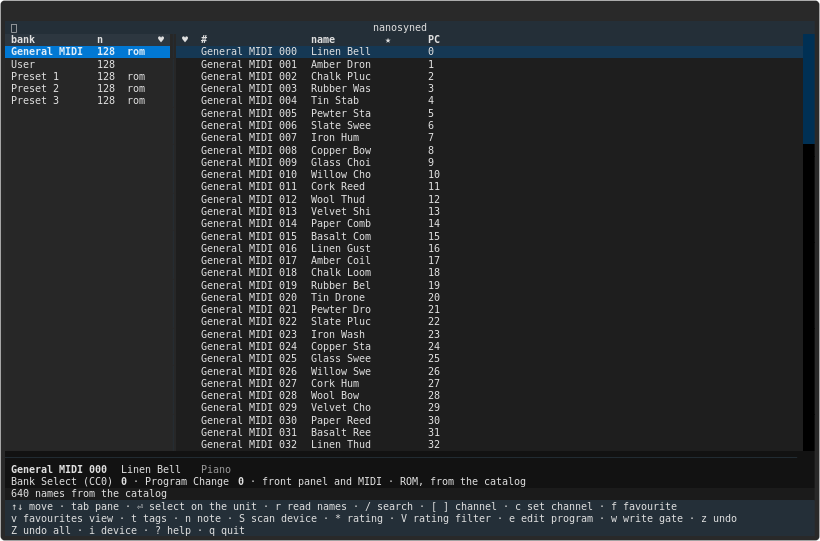 nanosyned
bank n ♥ ♥ # name ★ PC
General MIDI 128 rom General MIDI 000 Linen Bell 0
User 128 General MIDI 001 Amber Dron 1
Preset 1 128 rom General MIDI 002 Chalk Pluc 2
Preset 2 128 rom General MIDI 003 Rubber Was 3
Preset 3 128 rom General MIDI 004 Tin Stab 4
General MIDI 005 Pewter Sta 5
General MIDI 006 Slate Swee 6
General MIDI 007 Iron Hum 7
General MIDI 008 Copper Bow 8
General MIDI 009 Glass Choi 9
General MIDI 010 Willow Cho 10
General MIDI 011 Cork Reed 11
General MIDI 012 Wool Thud 12
General MIDI 013 Velvet Shi 13
General MIDI 014 Paper Comb 14
General MIDI 015 Basalt Com 15
General MIDI 016 Linen Gust 16
General MIDI 017 Amber Coil 17
General MIDI 018 Chalk Loom 18
General MIDI 019 Rubber Bel 19
General MIDI 020 Tin Drone 20
General MIDI 021 Pewter Dro 21
General MIDI 022 Slate Pluc 22
General MIDI 023 Iron Wash 23
General MIDI 024 Copper Sta 24
General MIDI 025 Glass Swee 25
General MIDI 026 Willow Swe 26
General MIDI 027 Cork Hum 27
General MIDI 028 Wool Bow 28
General MIDI 029 Velvet Cho 29
General MIDI 030 Paper Reed 30
General MIDI 031 Basalt Ree 31
General MIDI 032 Linen Thud 32
General MIDI 000 Linen Bell Piano
Bank Select (CC0) 0 · Program Change 0 · front panel and MIDI · ROM, from the catalog
640 names from the catalog
↑↓ move · tab pane · ⏎ select on the unit · r read names · / search · [ ] channel · c set channel · f favourite
v favourites view · t tags · n note · S scan device · * rating · V rating filter · e edit program · w write gate · z undo
Z undo all · i device · ? help · q quit